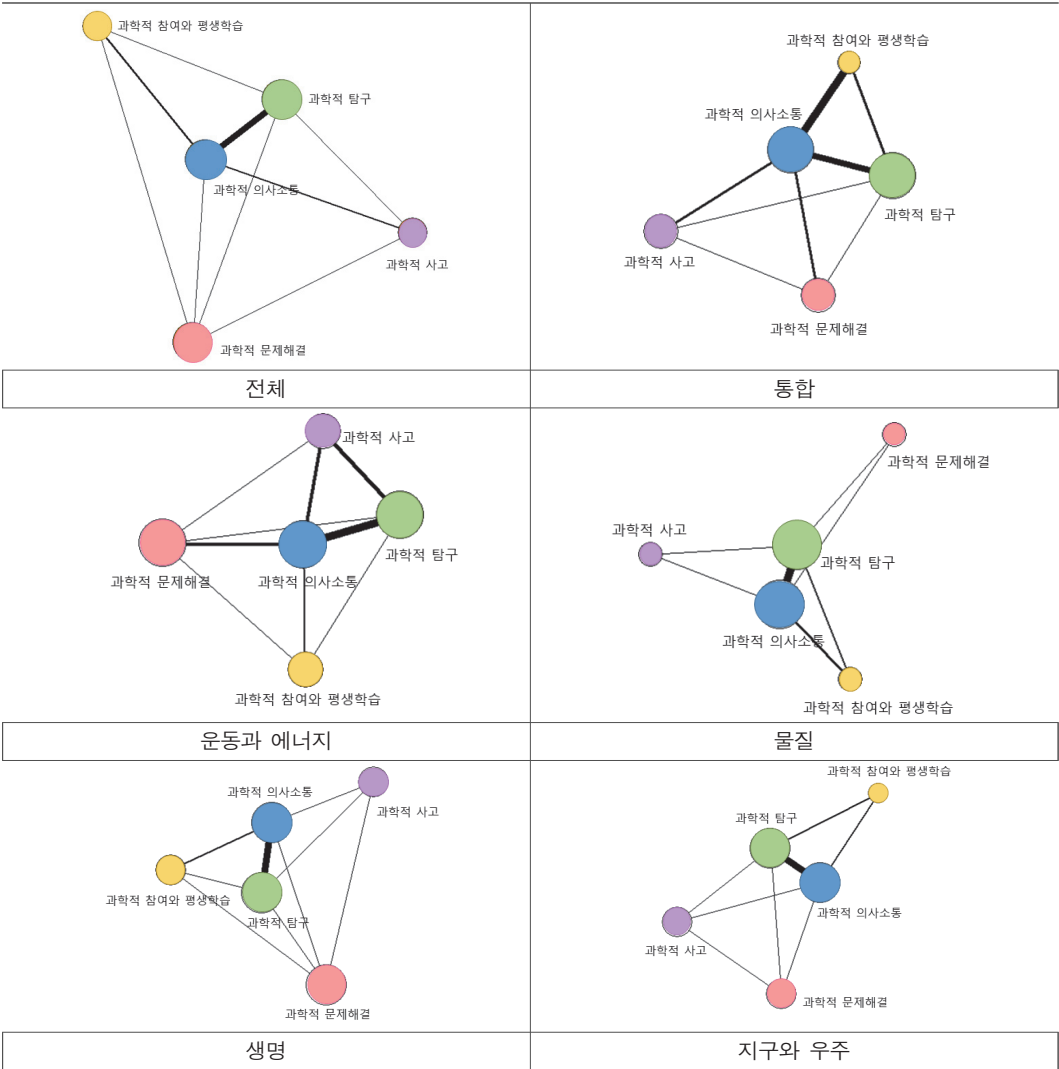 과학적 참여와 평생학습
과학적 탐구
과학적 의사소통
과학적 사고
과학적 문제해결
과학적 참여와 평생학습
과학적 의사소통
과학적 탐구
과학적 사고
과학적 문제해결
전체
통합
과학적 사고
과학적 탐구
과학적 문제해결
과학적 의사소통
과학적 참여와 평생학습
과학적 문제해결
과학적 사고
과학적 탐구
과학적 의사소통
과학적 참여와 평생학습
운동과 에너지
물질
과학적 의사소통
과학적 사고
과학적 참여와 평생학습
과학적 탐구
과학적 문제해결
과학적 참여와 평생학습
과학적 탐구
과학적 의사소통
과학적 사고
과학적 문제해결
생명
지구와 우주